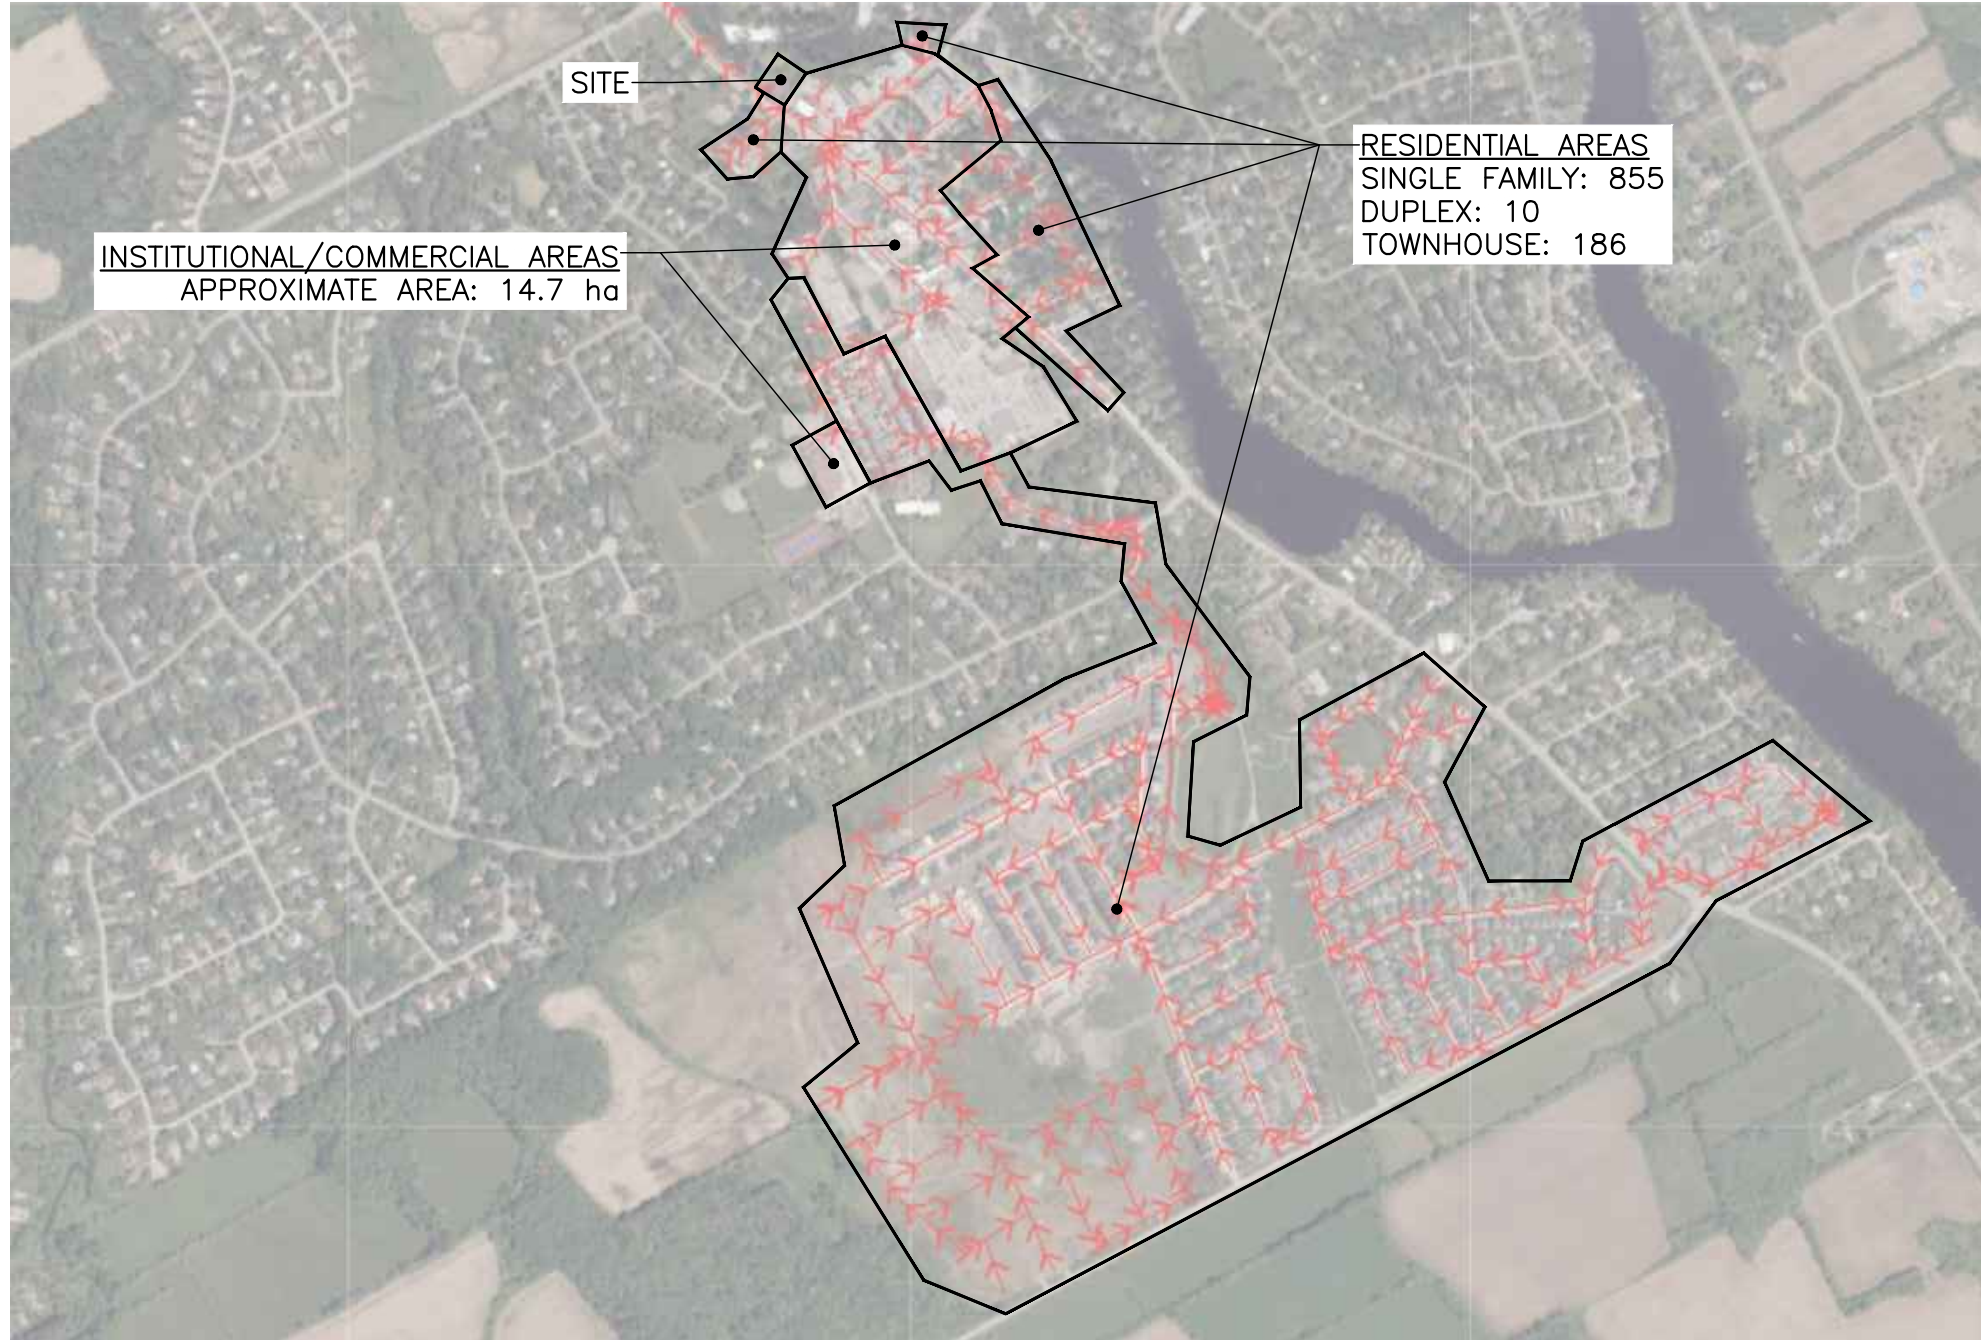 SITE
RESIDENTIAL AREAS
SINGLE FAMILY: 855
DUPLEX: 10
TOWNHOUSE: 186
INSTITUTIONAL/COMMERCIAL AREAS
APPROXIMATE AREA: 14.7 ha